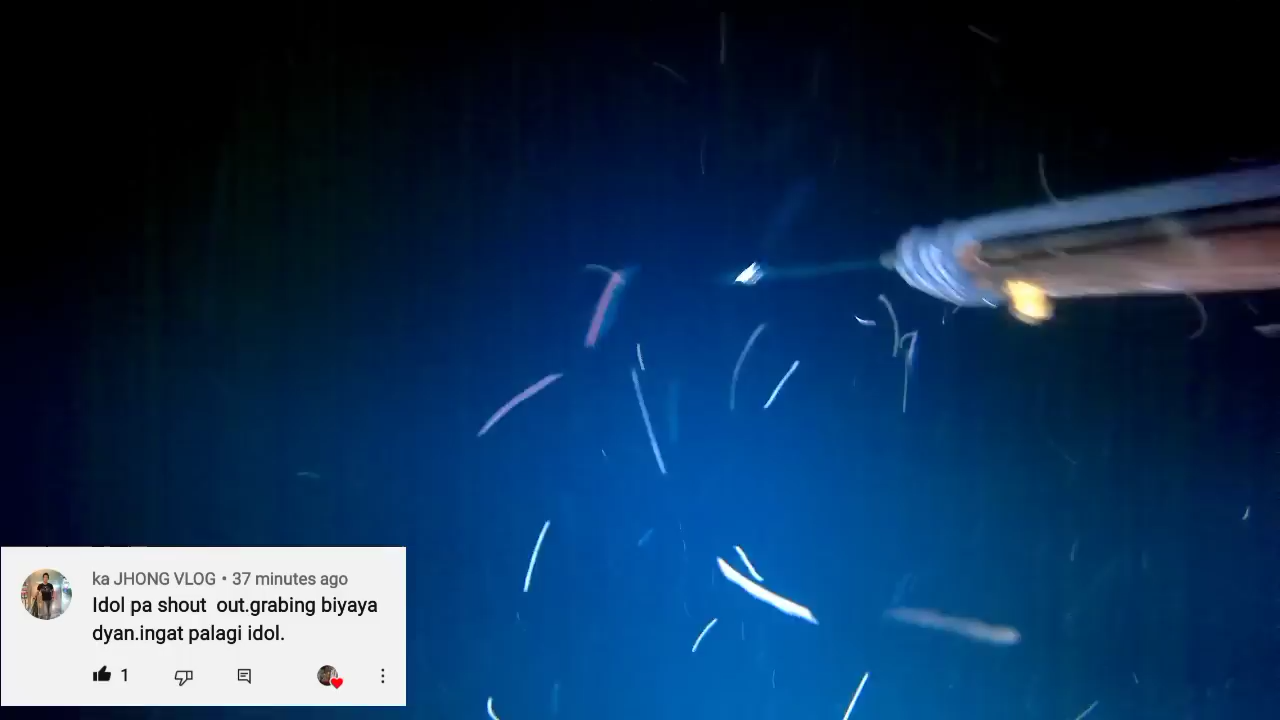 ka JHONG VLOG • 37 minutes ago
Idol pa shout  out.grabing biyaya
dyan.ingat palagi idol.
1